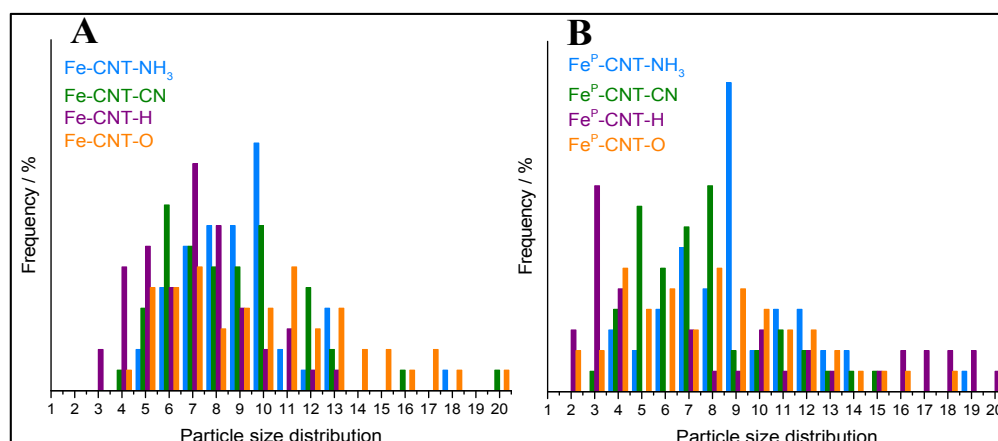 A
Fe-CNT-NH₃
Fe-CNT-CN
Fe-CNT-H
Fe-CNT-O
Frequency / %
1 2 3 4 5 6 7 8 9 10 11 12 13 14 15 16 17 18 19 20
Particle size distribution
B
Feᴾ-CNT-NH₃
Feᴾ-CNT-CN
Feᴾ-CNT-H
Feᴾ-CNT-O
Frequency / %
1 2 3 4 5 6 7 8 9 10 11 12 13 14 15 16 17 18 19 20
Particle size distribution